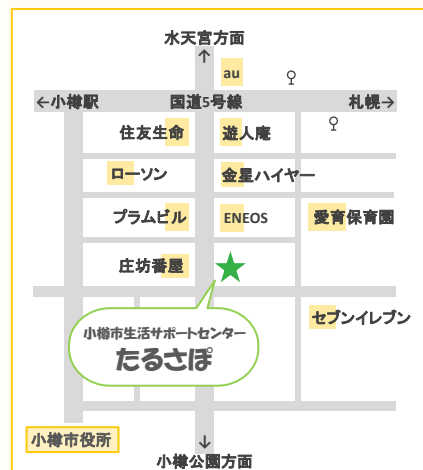 水天宮方面
↑
au
←小樽駅 国道5号線 札幌→
住友生命 遊人庵
ローソン 金星ハイヤー
プラムビル ENEOS 愛育保育園
庄坊番屋
セブンイレブン
小樽市生活サポートセンター
たるさぽ
小樽市役所
↓
小樽公園方面